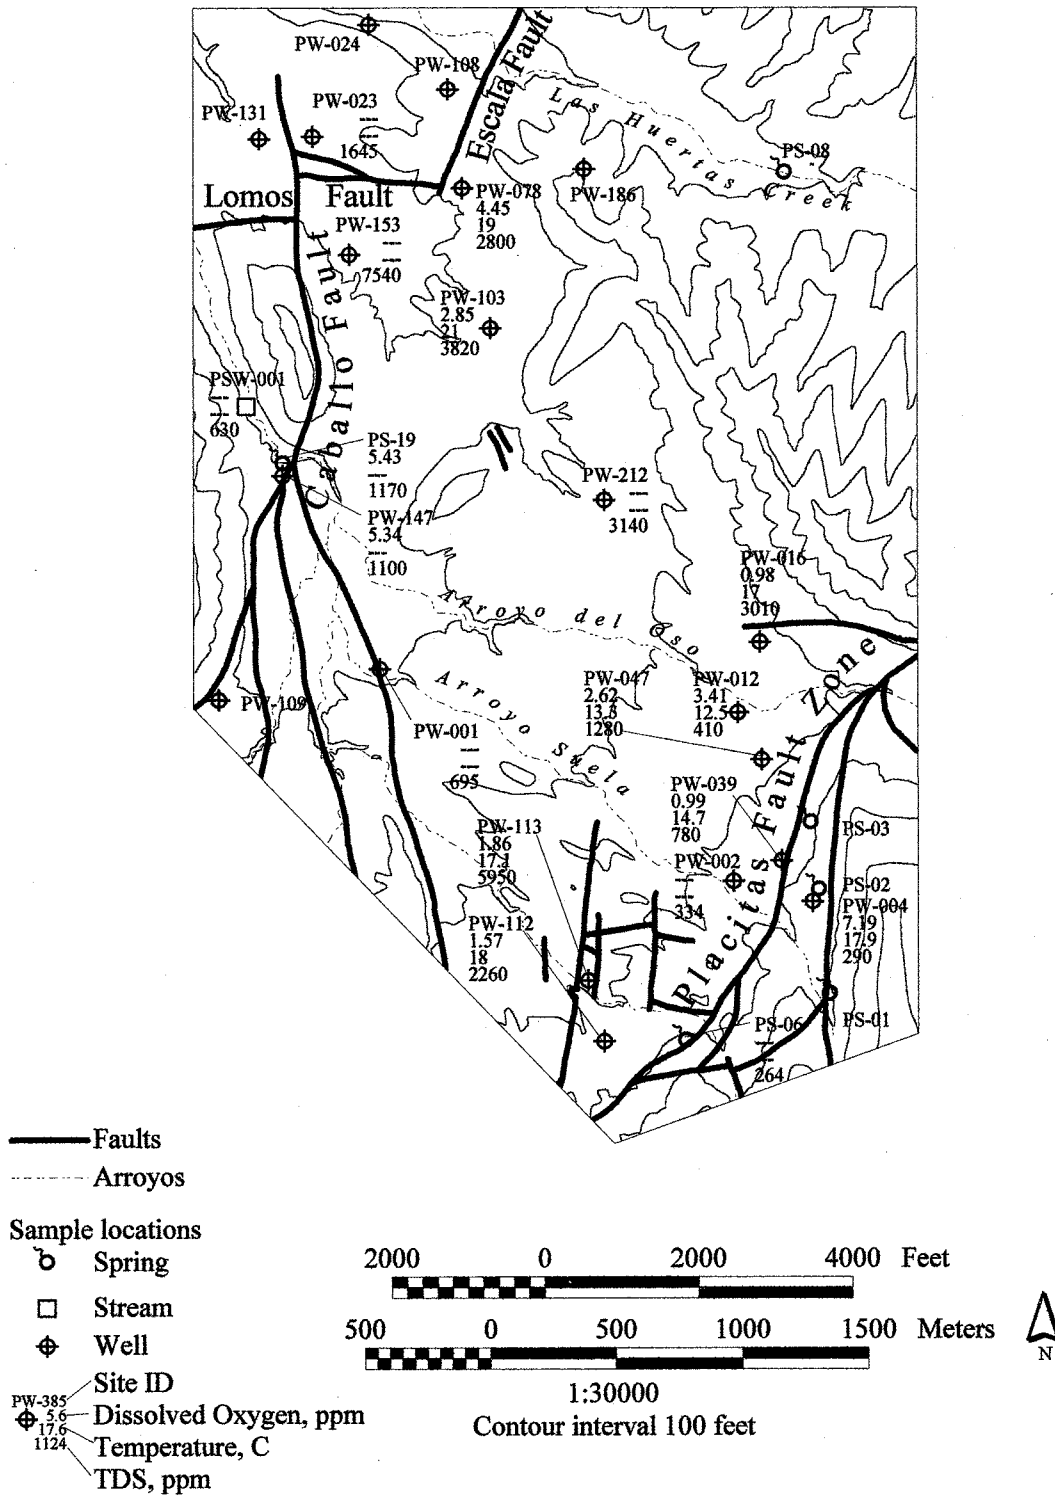 PW-024
PW-108
Escala Fault
Las Huertas Creek
PW-131
PW-023
---
---
1645
PS-08
Lomos Fault
PW-078
4.45
19
2800
PW-186
PW-153
---
---
7540
PW-103
2.85
21
3820
Caballo Fault
PSW-001
---
---
630
PS-19
5.43
---
1170
PW-147
5.34
---
1100
PW-212
---
---
3140
PW-016
0.98
17
3010
Arroyo del Oso
PW-047
2.62
13.3
1280
PW-012
3.41
12.5
410
Placitas Fault Zone
PW-109
Arroyo Suela
PW-001
---
---
695
PW-039
0.99
14.7
780
PS-03
PW-113
1.86
17.1
5950
PW-002
---
---
334
PS-02
PW-004
7.19
17.9
290
PW-112
1.57
18
2260
PS-01
PS-06
---
---
264
Faults
Arroyos
Sample locations
Spring
Stream
Well
Site ID
PW-385
5.6
17.6
1124
Dissolved Oxygen, ppm
Temperature, C
TDS, ppm
2000 0 2000 4000 Feet
500 0 500 1000 1500 Meters
1:30000
Contour interval 100 feet
N